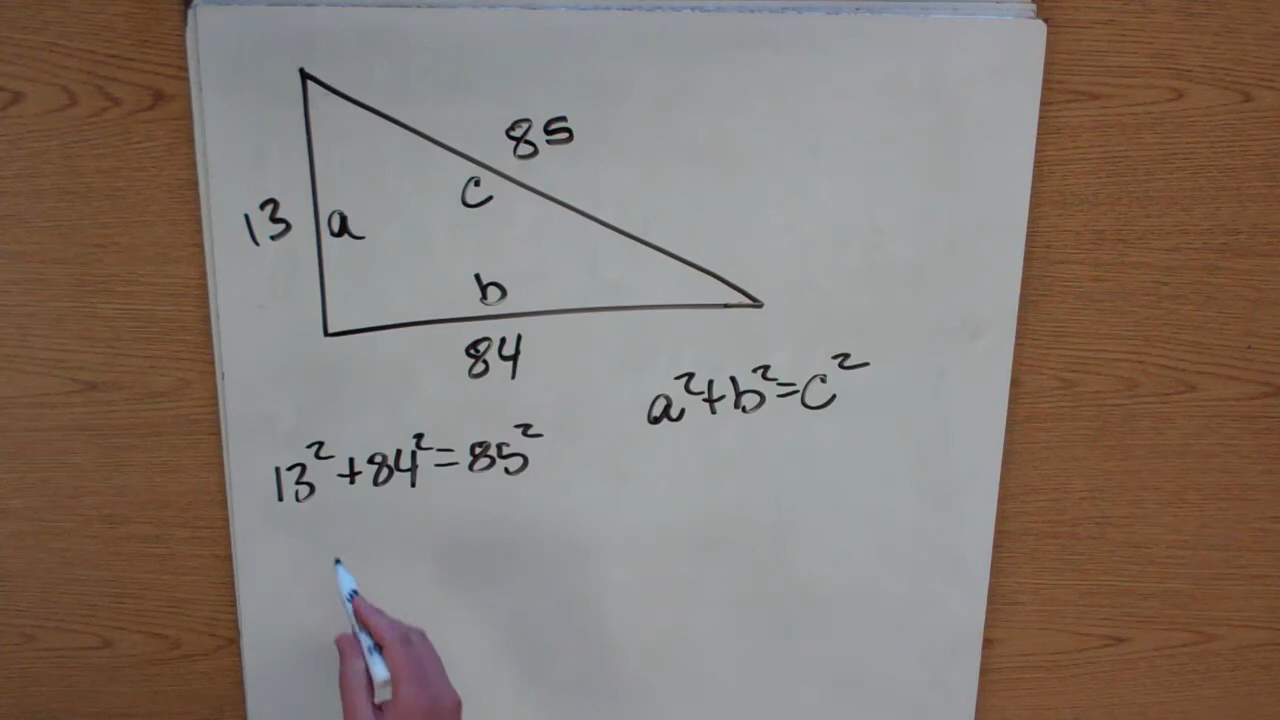 85
c
13 a
b
84
a²+b²=c²
13²+84²=85²